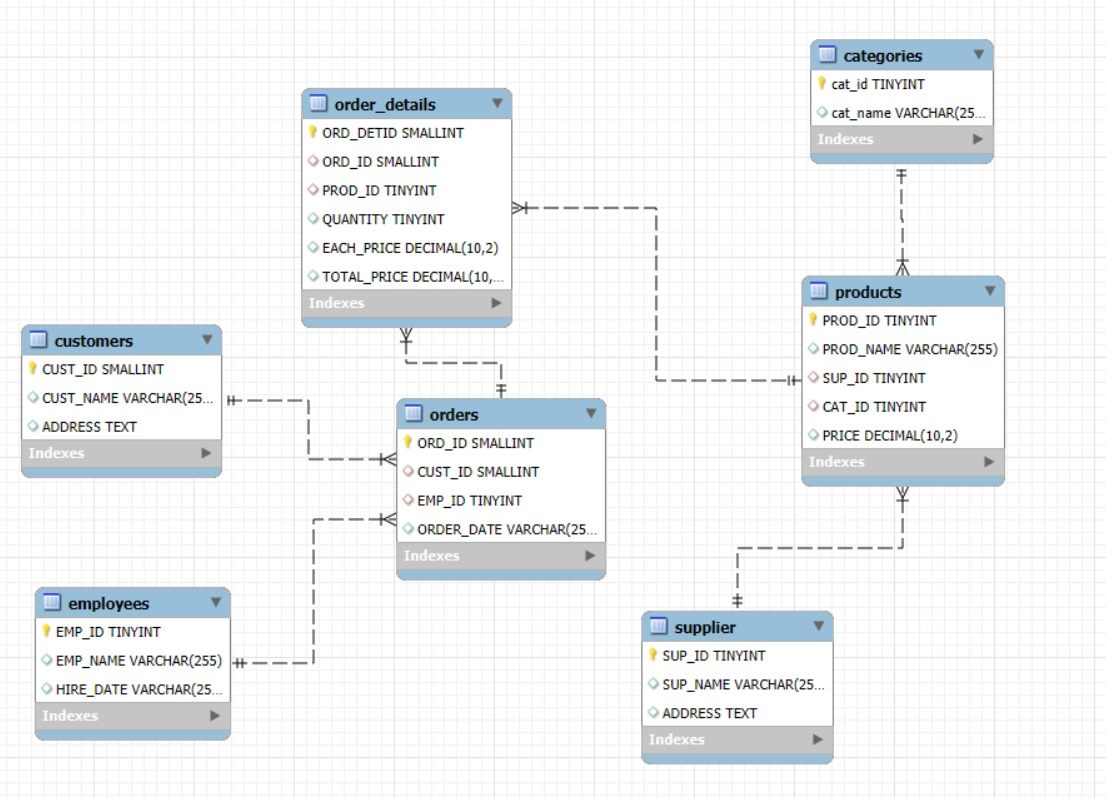 categories
cat_id TINYINT
cat_name VARCHAR(25...
Indexes
order_details
ORD_DETID SMALLINT
ORD_ID SMALLINT
PROD_ID TINYINT
QUANTITY TINYINT
EACH_PRICE DECIMAL(10,2)
TOTAL_PRICE DECIMAL(10,...
Indexes
products
PROD_ID TINYINT
PROD_NAME VARCHAR(255)
SUP_ID TINYINT
CAT_ID TINYINT
PRICE DECIMAL(10,2)
Indexes
customers
CUST_ID SMALLINT
CUST_NAME VARCHAR(25...
ADDRESS TEXT
Indexes
orders
ORD_ID SMALLINT
CUST_ID SMALLINT
EMP_ID TINYINT
ORDER_DATE VARCHAR(25...
Indexes
employees
EMP_ID TINYINT
EMP_NAME VARCHAR(255)
HIRE_DATE VARCHAR(25...
Indexes
supplier
SUP_ID TINYINT
SUP_NAME VARCHAR(25...
ADDRESS TEXT
Indexes